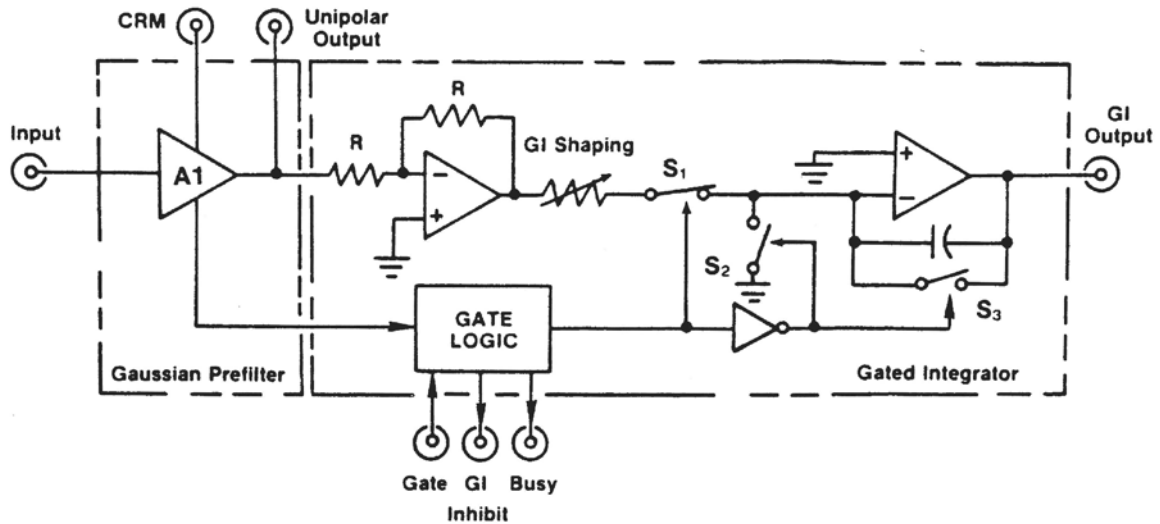 CRM
Unipolar
Output
Input
A1
R
R
GI Shaping
S1
S2
S3
GI
Output
GATE
LOGIC
Gaussian Prefilter
Gated Integrator
Gate GI Busy
Inhibit